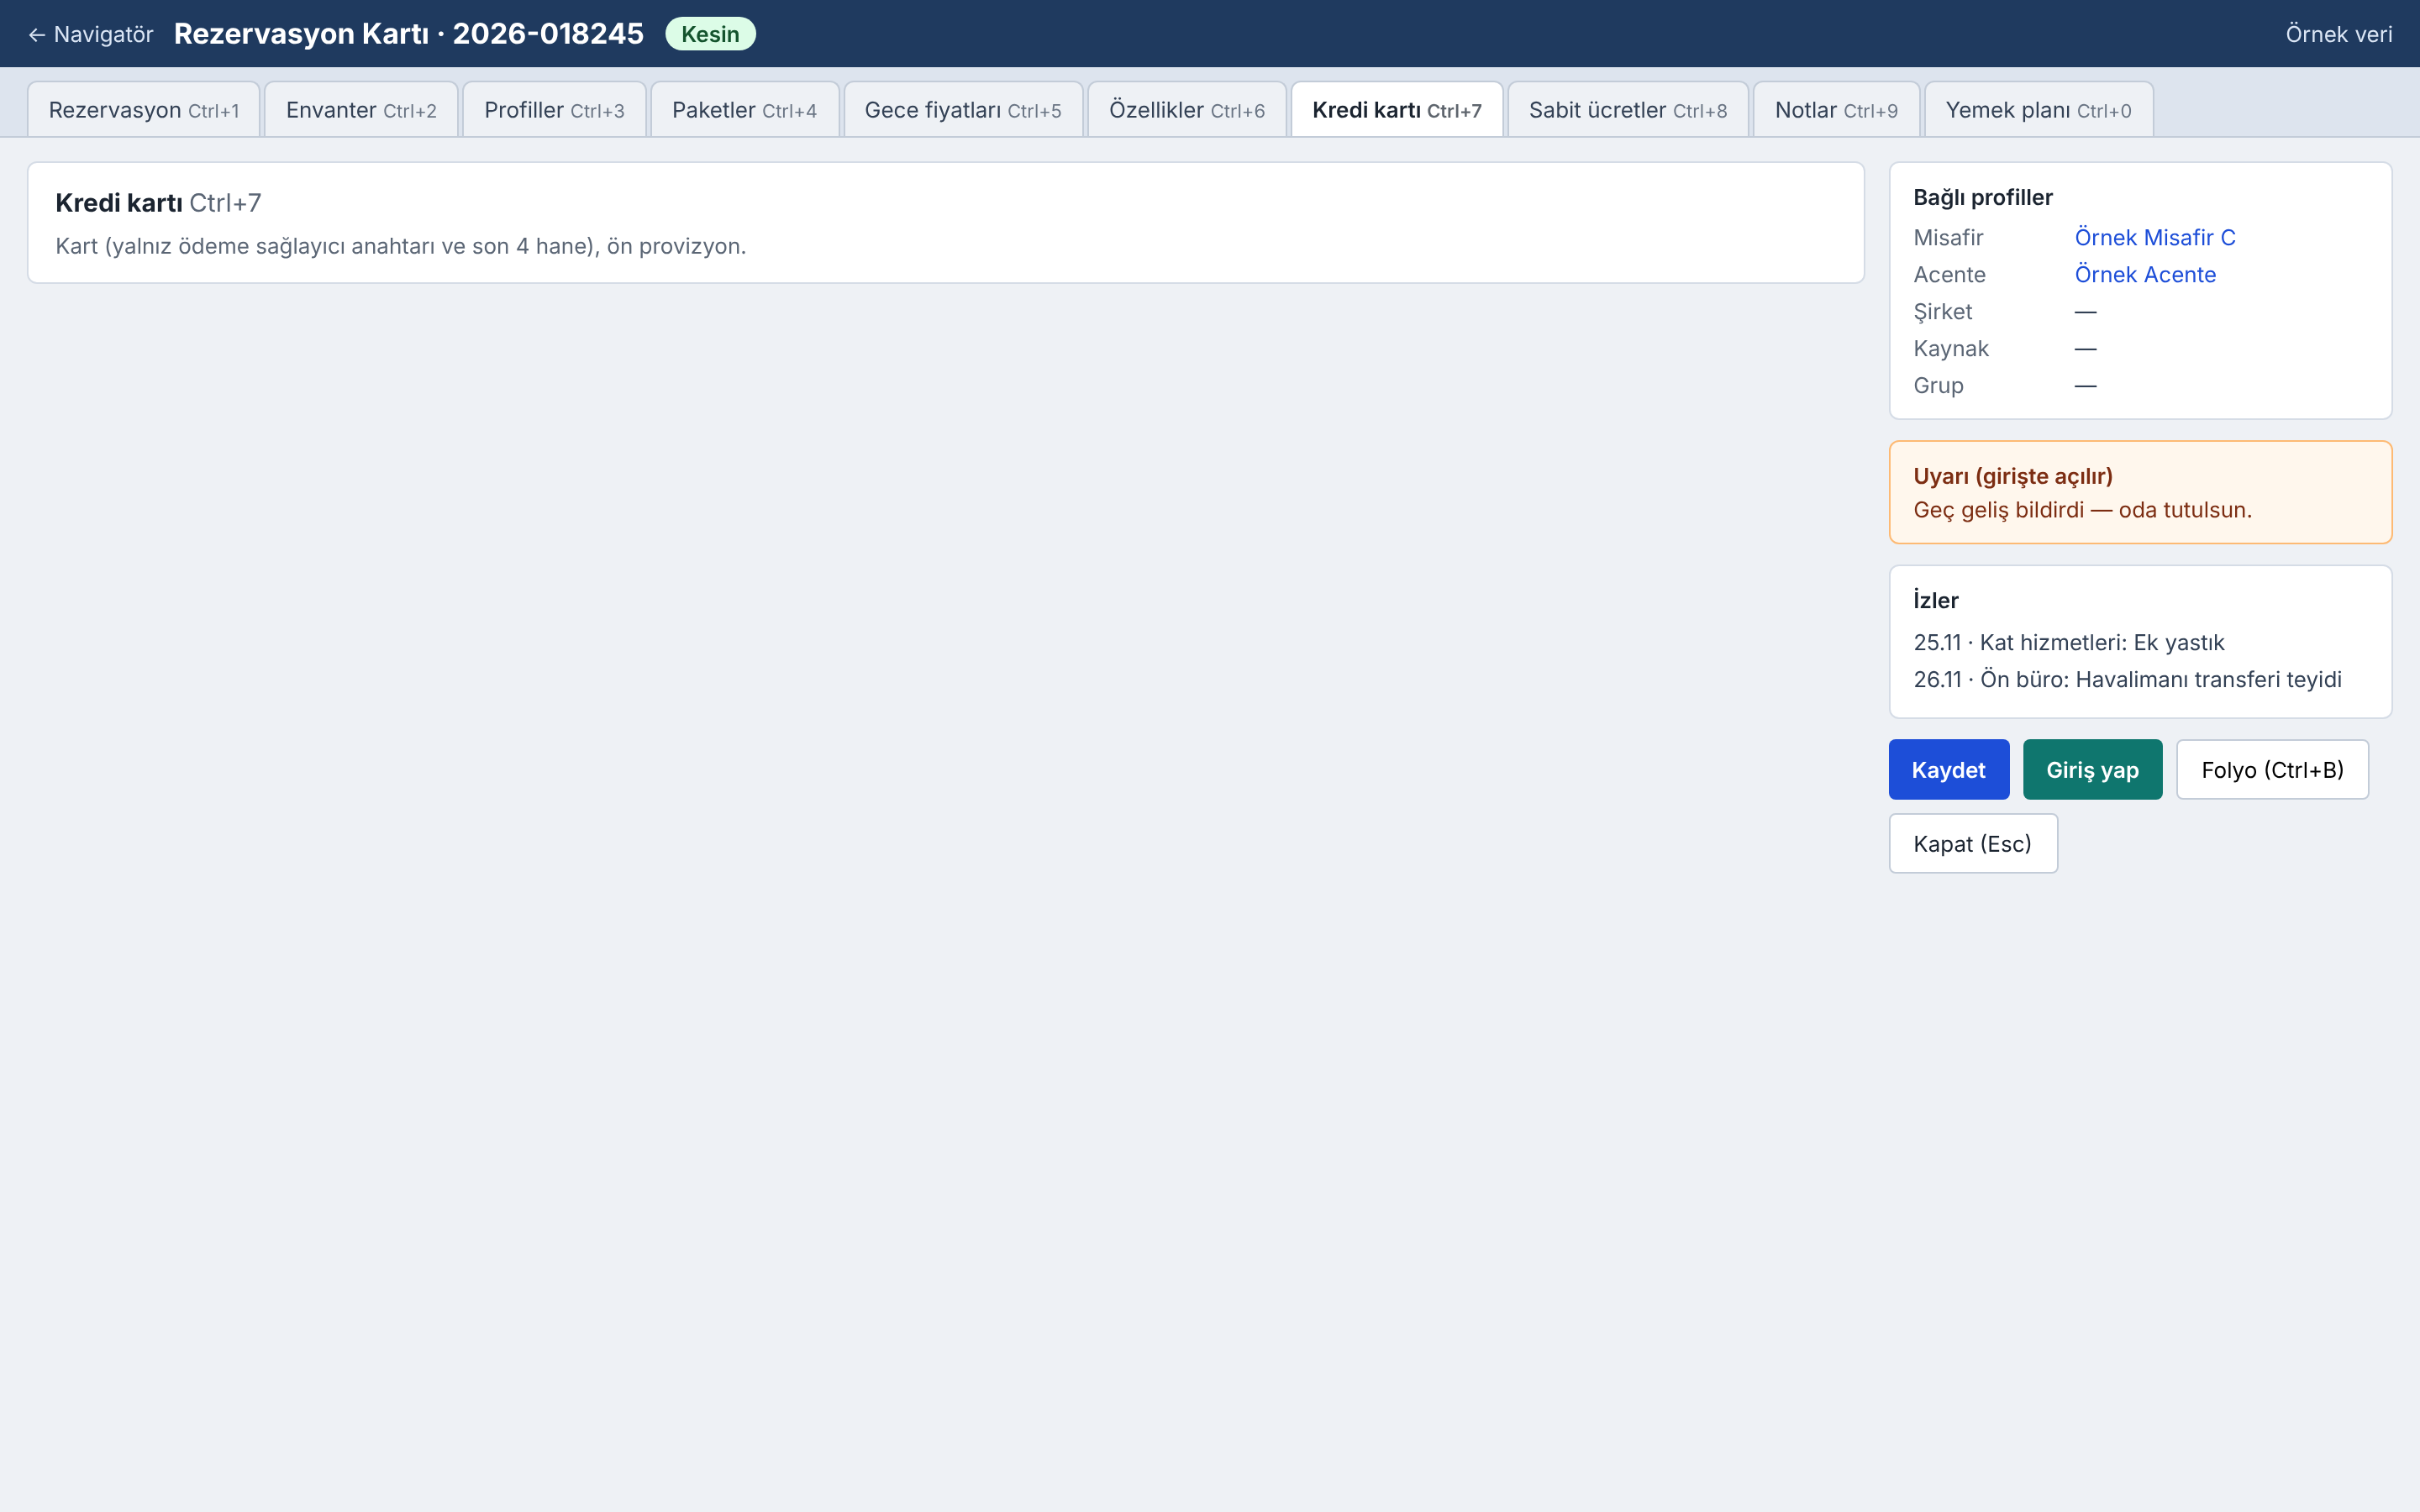 ← Navigatör Rezervasyon Kartı · 2026-018245 Kesin Örnek veri
Rezervasyon Ctrl+1 Envanter Ctrl+2 Profiller Ctrl+3 Paketler Ctrl+4 Gece fiyatları Ctrl+5 Özellikler Ctrl+6 Kredi kartı Ctrl+7 Sabit ücretler Ctrl+8 Notlar Ctrl+9 Yemek planı Ctrl+0
Kredi kartı Ctrl+7
Kart (yalnız ödeme sağlayıcı anahtarı ve son 4 hane), ön provizyon.
Bağlı profiller
Misafir Örnek Misafir C
Acente Örnek Acente
Şirket —
Kaynak —
Grup —
Uyarı (girişte açılır)
Geç geliş bildirdi — oda tutulsun.
İzler
25.11 · Kat hizmetleri: Ek yastık
26.11 · Ön büro: Havalimanı transferi teyidi
Kaydet Giriş yap Folyo (Ctrl+B)
Kapat (Esc)